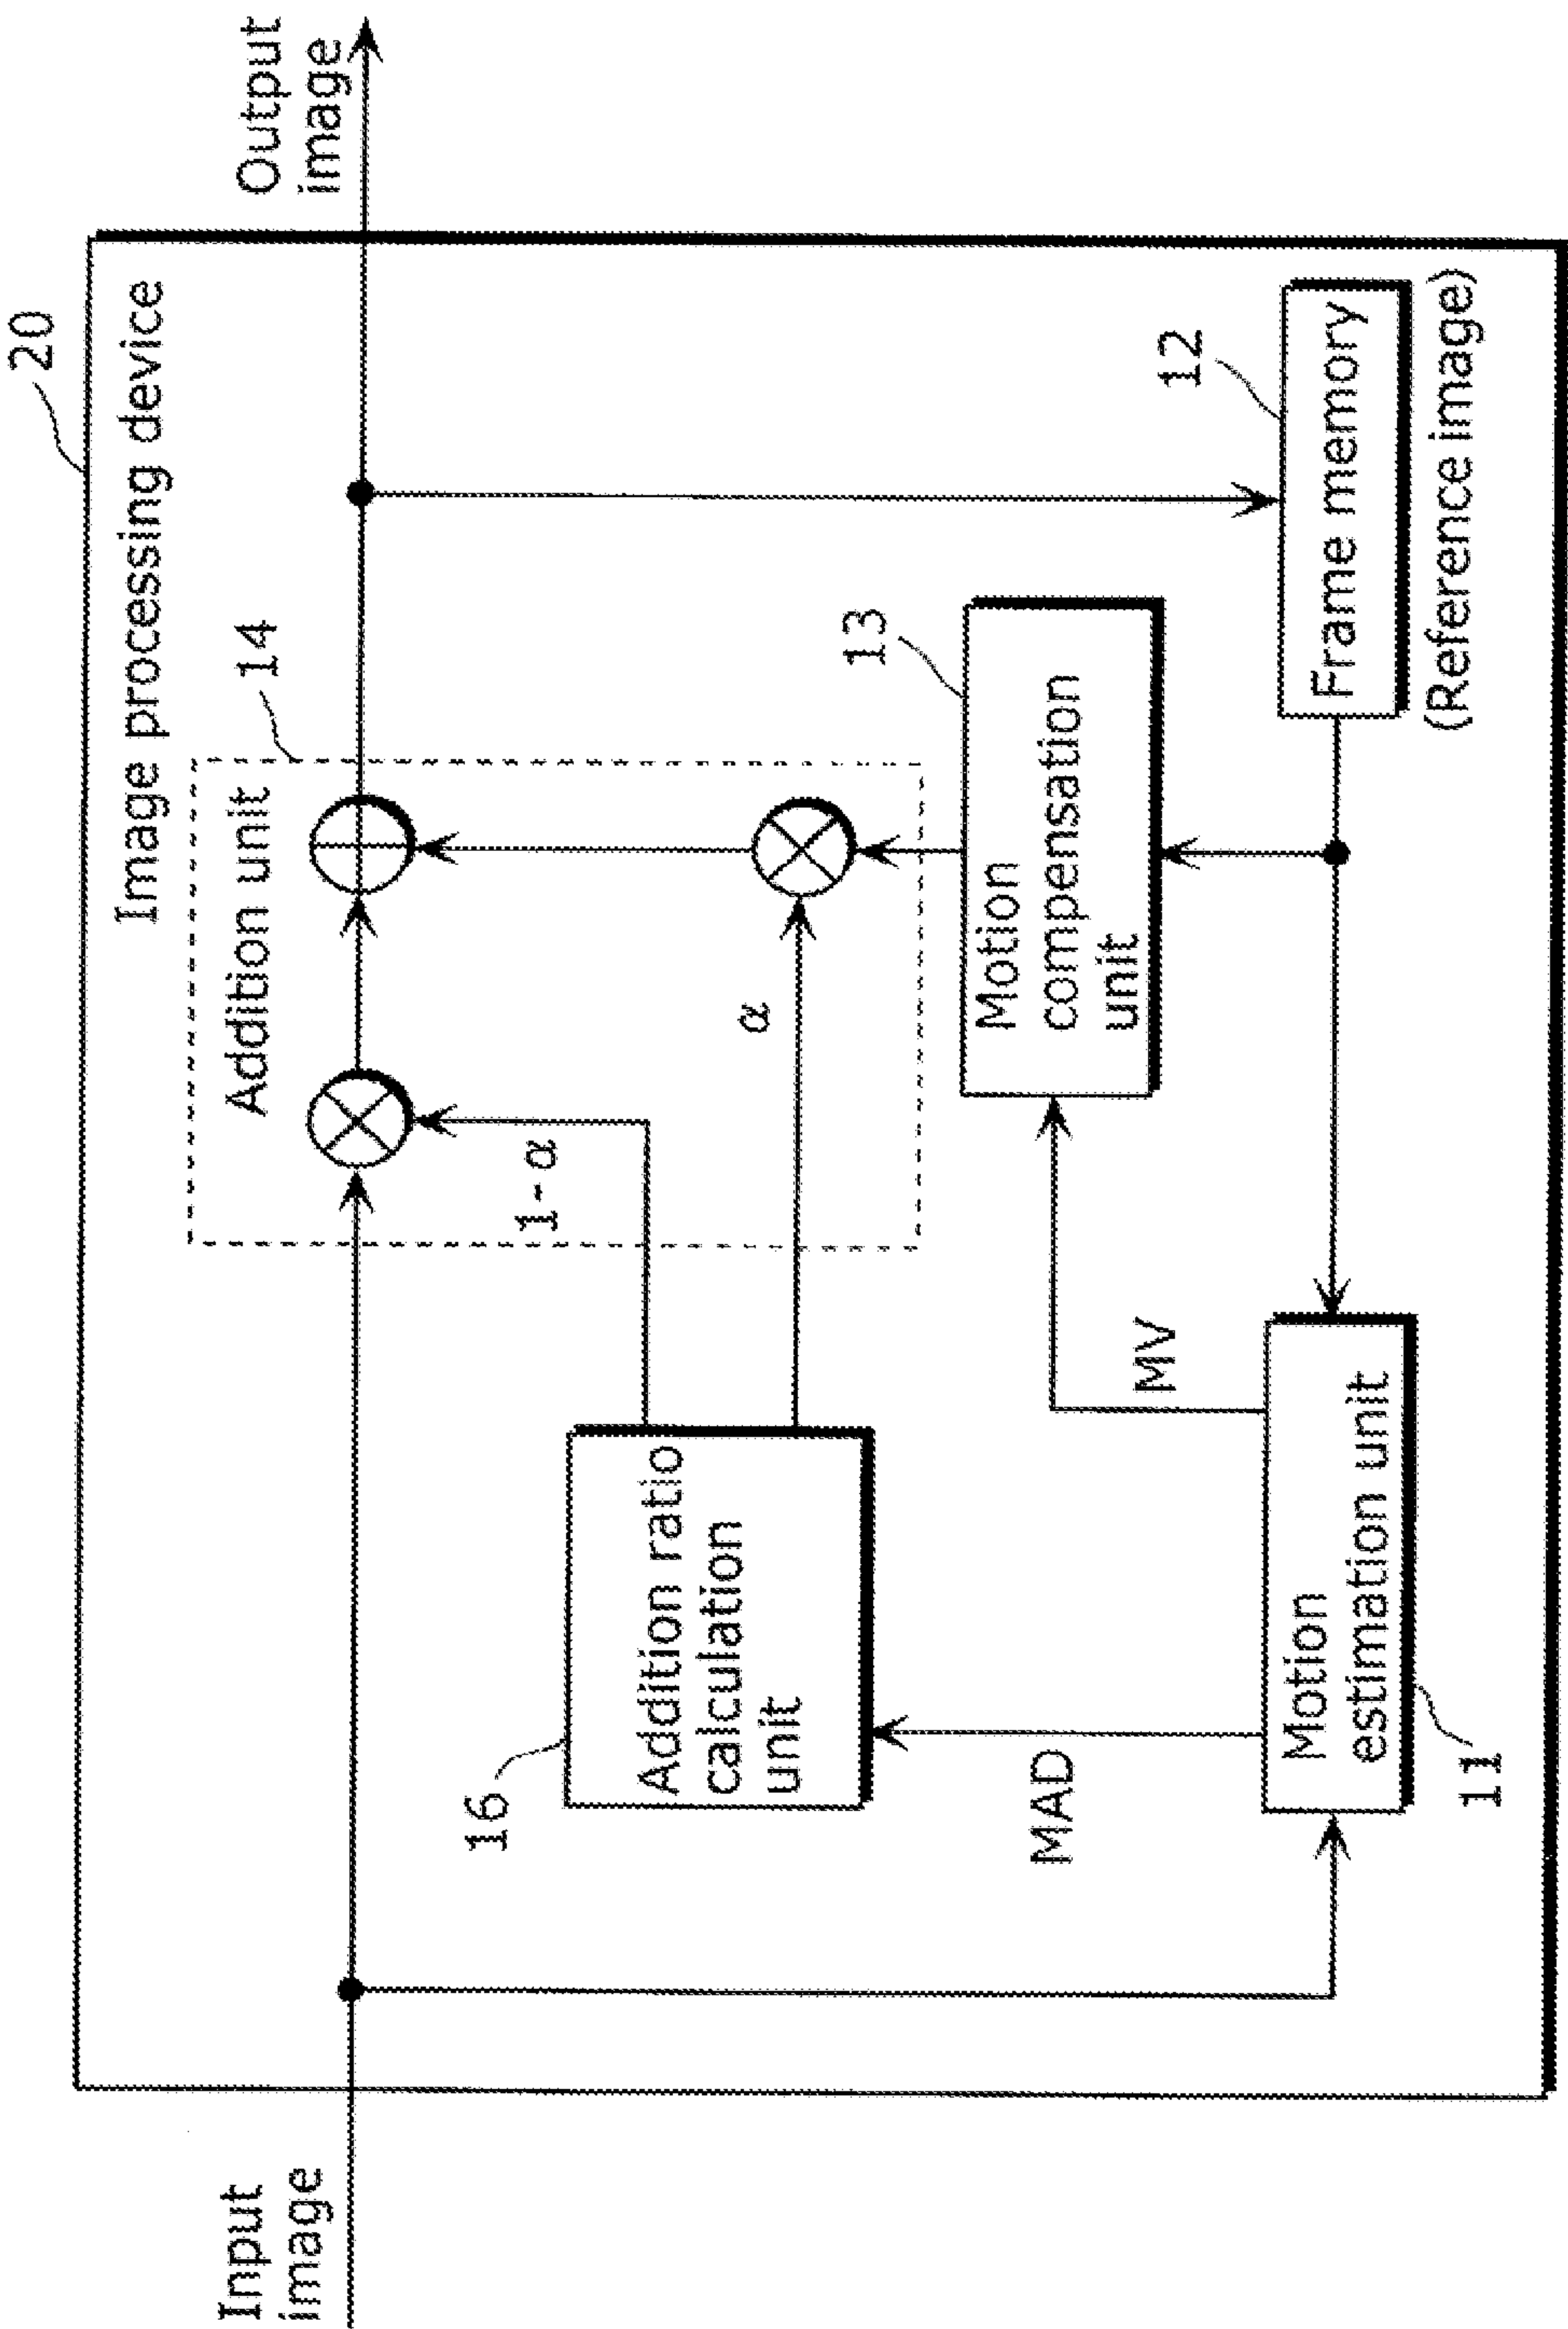 20
Image processing device
Output
image
Input
image
14
Addition unit
1-α
α
16
Addition ratio
calculation
unit
13
Motion
compensation
unit
MAD
MV
12
Frame memory
(Reference image)
Motion
estimation unit
11